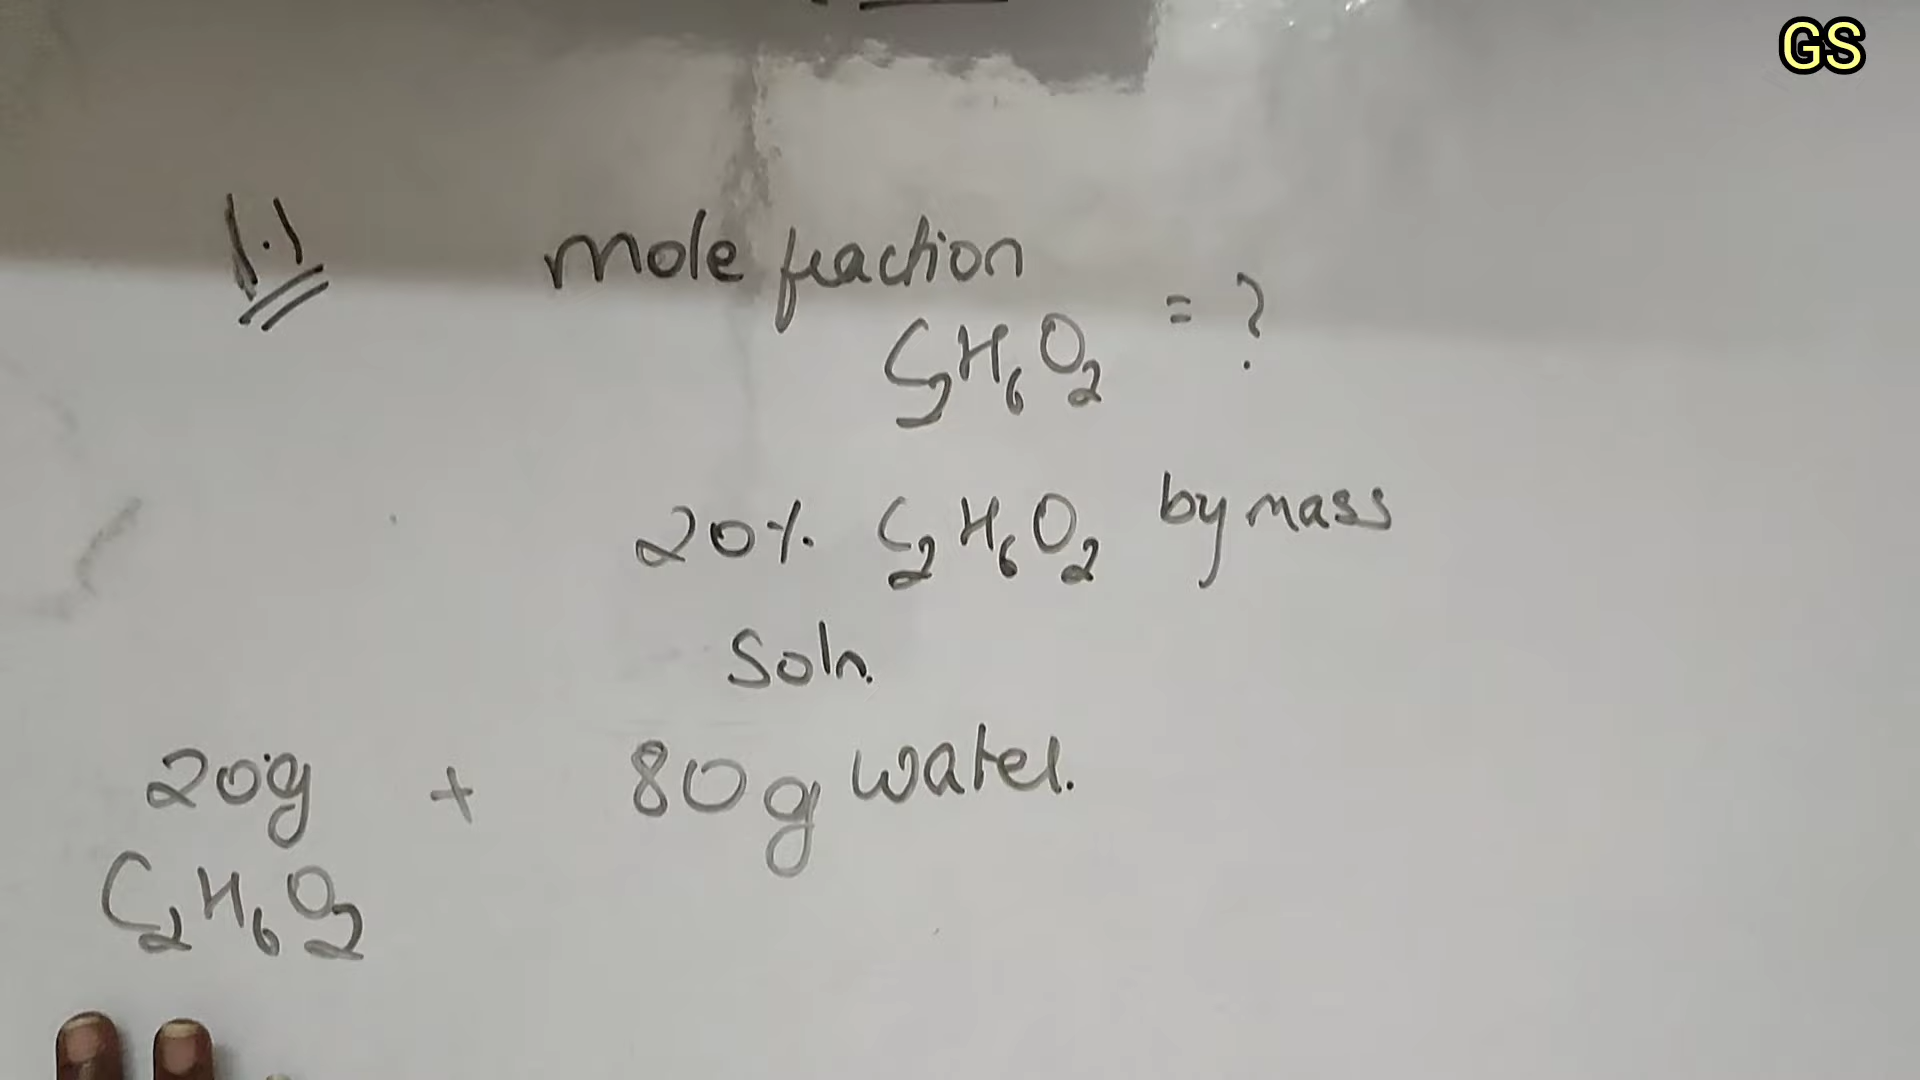 GS
1.1 mole fraction
C2H6O2 = ?
20% C2H6O2 by mass
Soln.
20g + 80g water.
C2H6O2